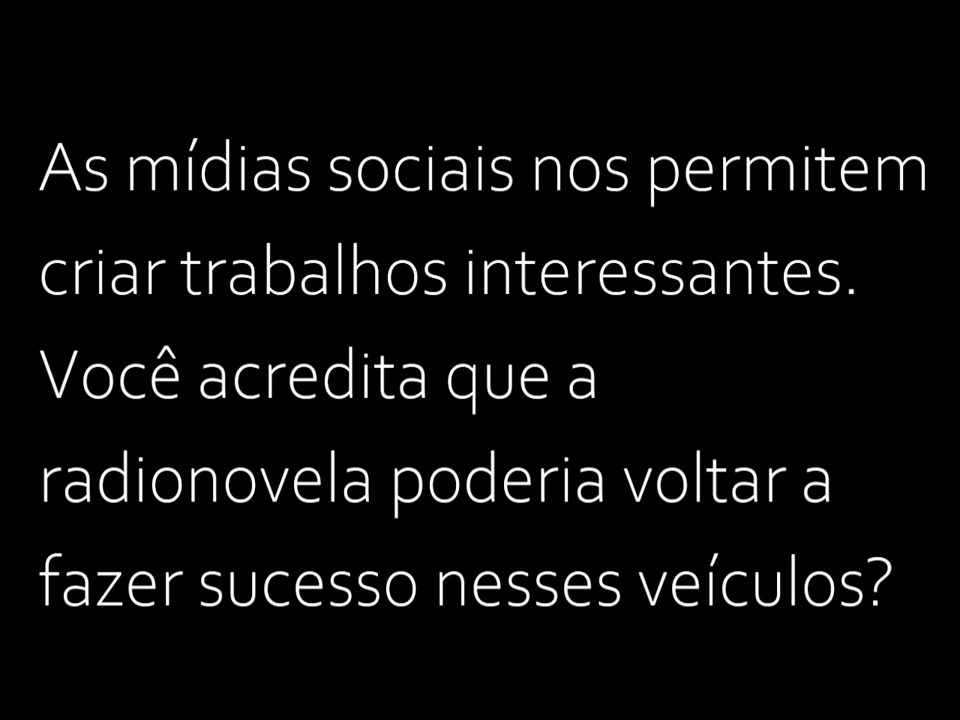 As mídias sociais nos permitem
criar trabalhos interessantes.
Você acredita que a
radionovela poderia voltar a
fazer sucesso nesses veículos?